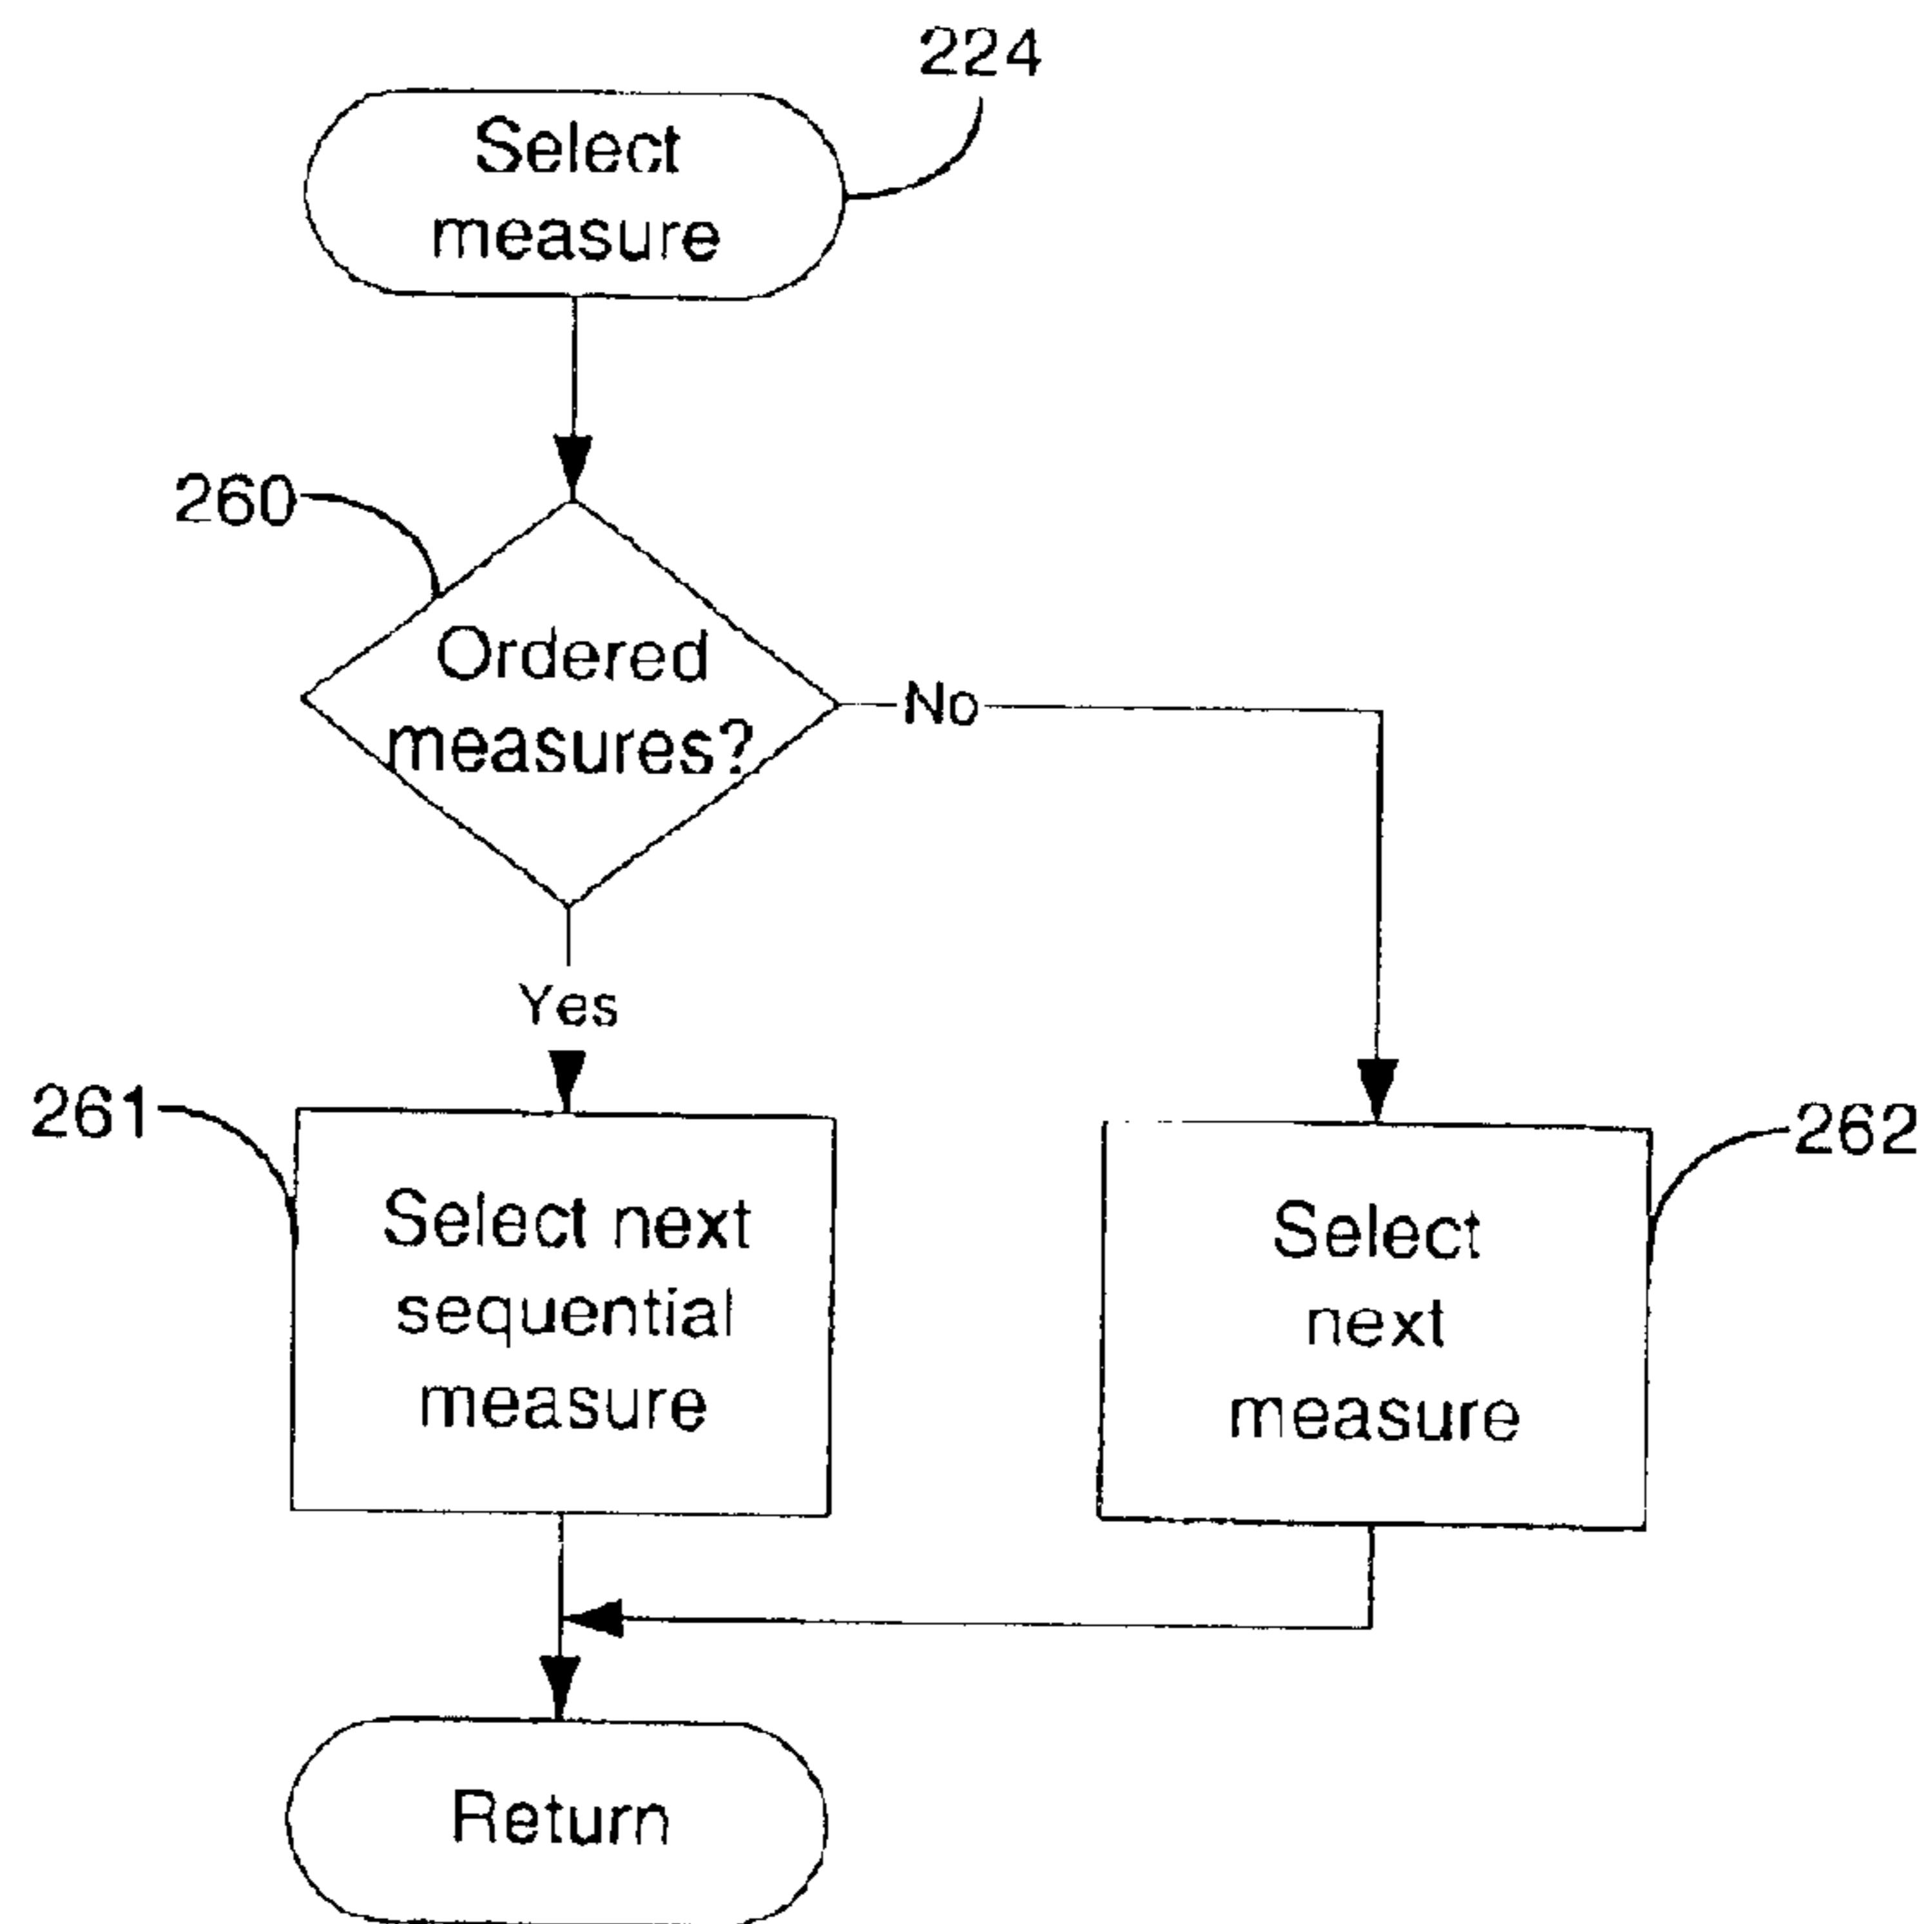 224
Select
measure
260
Ordered
measures?
No
Yes
261
Select next
sequential
measure
262
Select
next
measure
Return